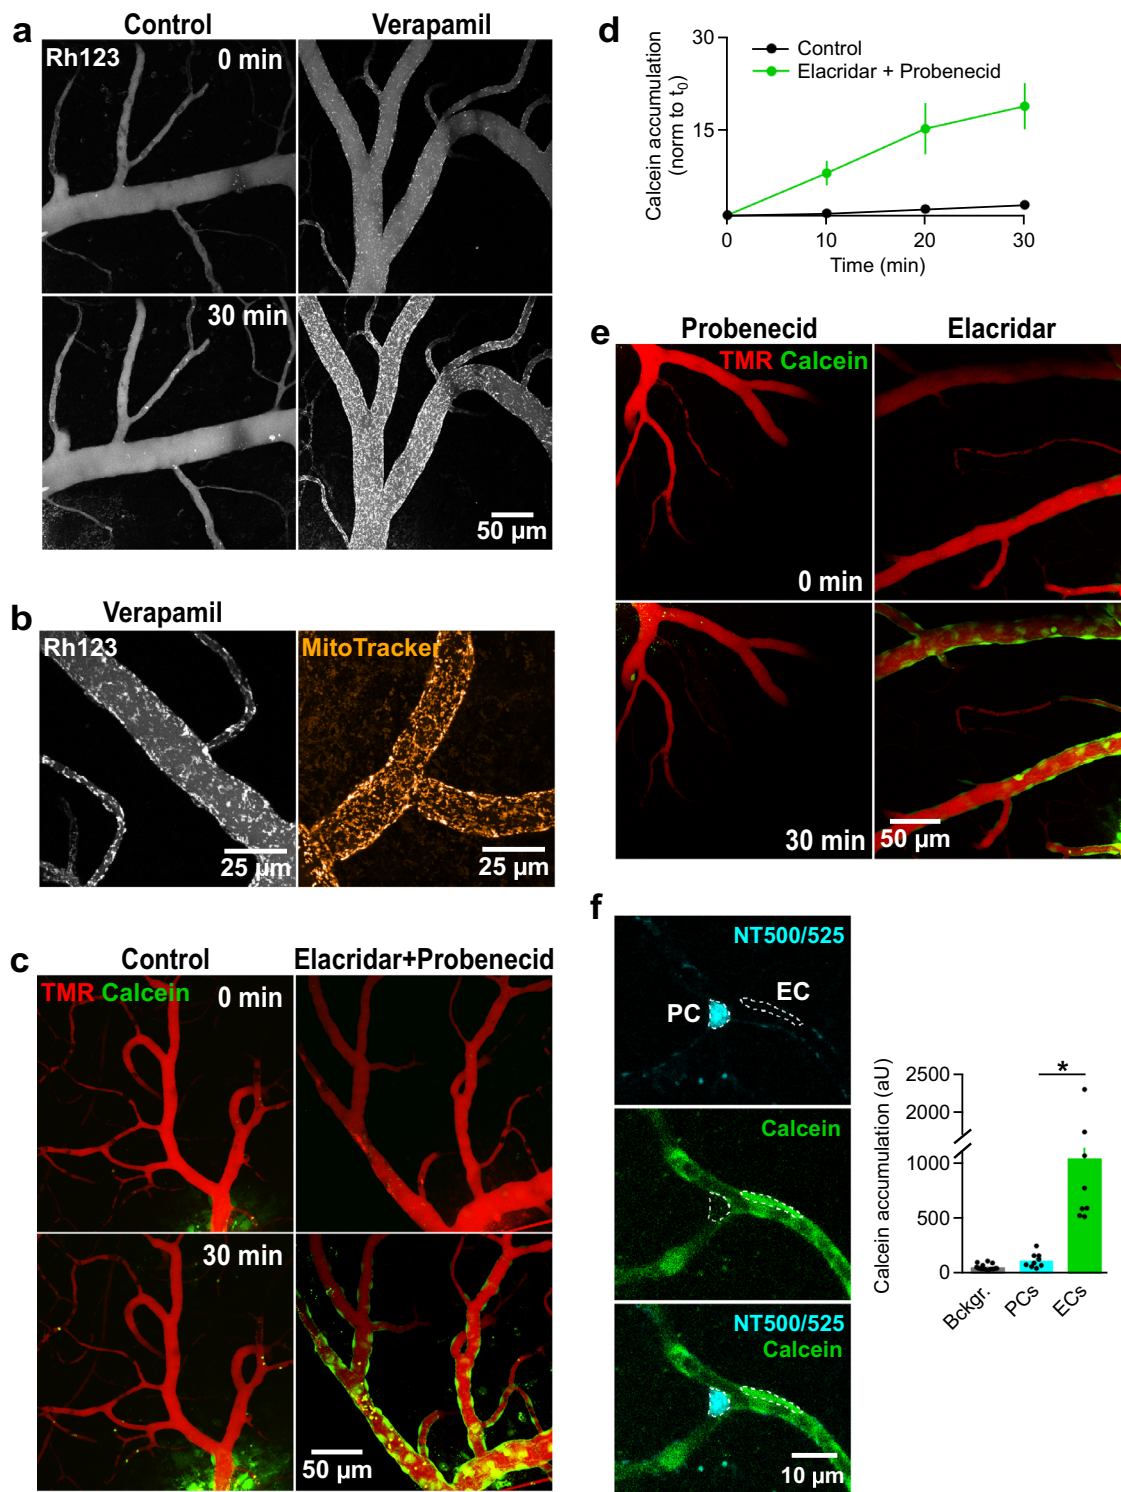 a
Control
Verapamil
Rh123
0 min
30 min
50 µm
b
Verapamil
Rh123
MitoTracker
25 µm
25 µm
c
Control
Elacridar+Probenecid
TMR Calcein
0 min
30 min
50 µm
d
Calcein accumulation
(norm to t0)
30
15
0
10
20
30
Time (min)
Control
Elacridar + Probenecid
e
Probenecid
Elacridar
TMR Calcein
0 min
30 min
50 µm
f
NT500/525
EC
PC
Calcein
NT500/525
Calcein
10 µm
Calcein accumulation (aU)
2500
2000
1000
500
0
*
Bckgr.
PCs
ECs